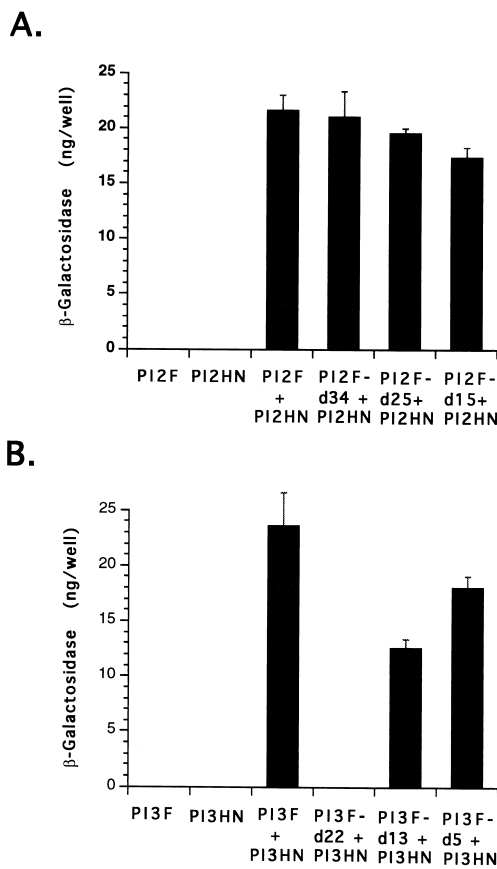 A.
β-Galactosidase (ng/well)
25
20
15
10
5
0
PI2F PI2HN PI2F PI2F- PI2F- PI2F-
+ d34 + d25+ d15+
PI2HN PI2HN PI2HN PI2HN
B.
β-Galactosidase (ng/well)
25
20
15
10
5
0
PI3F PI3HN PI3F PI3F- PI3F- PI3F-
+ d22 + d13 + d5 +
PI3HN PI3HN PI3HN PI3HN